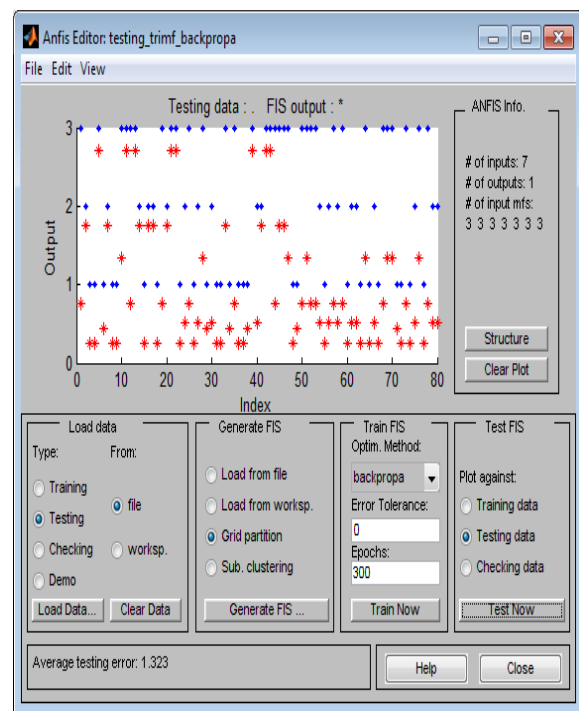 Anfis Editor: testing_trimf_backpropa
File Edit View
Testing data : . FIS output : *
3
2
1
0
Output
0 10 20 30 40 50 60 70 80
Index
ANFIS Info.
# of inputs: 7
# of outputs: 1
# of input mfs:
3 3 3 3 3 3 3
Structure
Clear Plot
Load data
Type: From:
Training
Testing
Checking
Demo
file
worksp.
Load Data... Clear Data
Generate FIS
Load from file
Load from worksp.
Grid partition
Sub. clustering
Generate FIS ...
Train FIS
Optim. Method:
backpropa
Error Tolerance:
0
Epochs:
300
Train Now
Test FIS
Plot against:
Training data
Testing data
Checking data
Test Now
Average testing error: 1.323
Help
Close